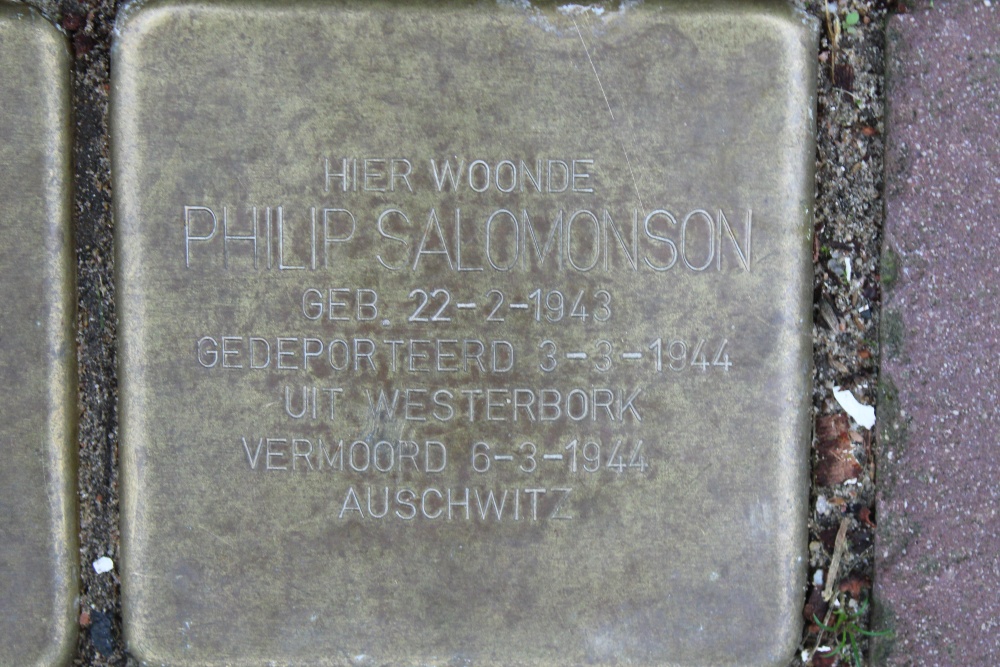 HIER WOONDE
PHILIP SALOMONSON
GEB. 22-2-1943
GEDEPORTEERD 3-3-1944
UIT WESTERBORK
VERMOORD 6-3-1944
AUSCHWITZ